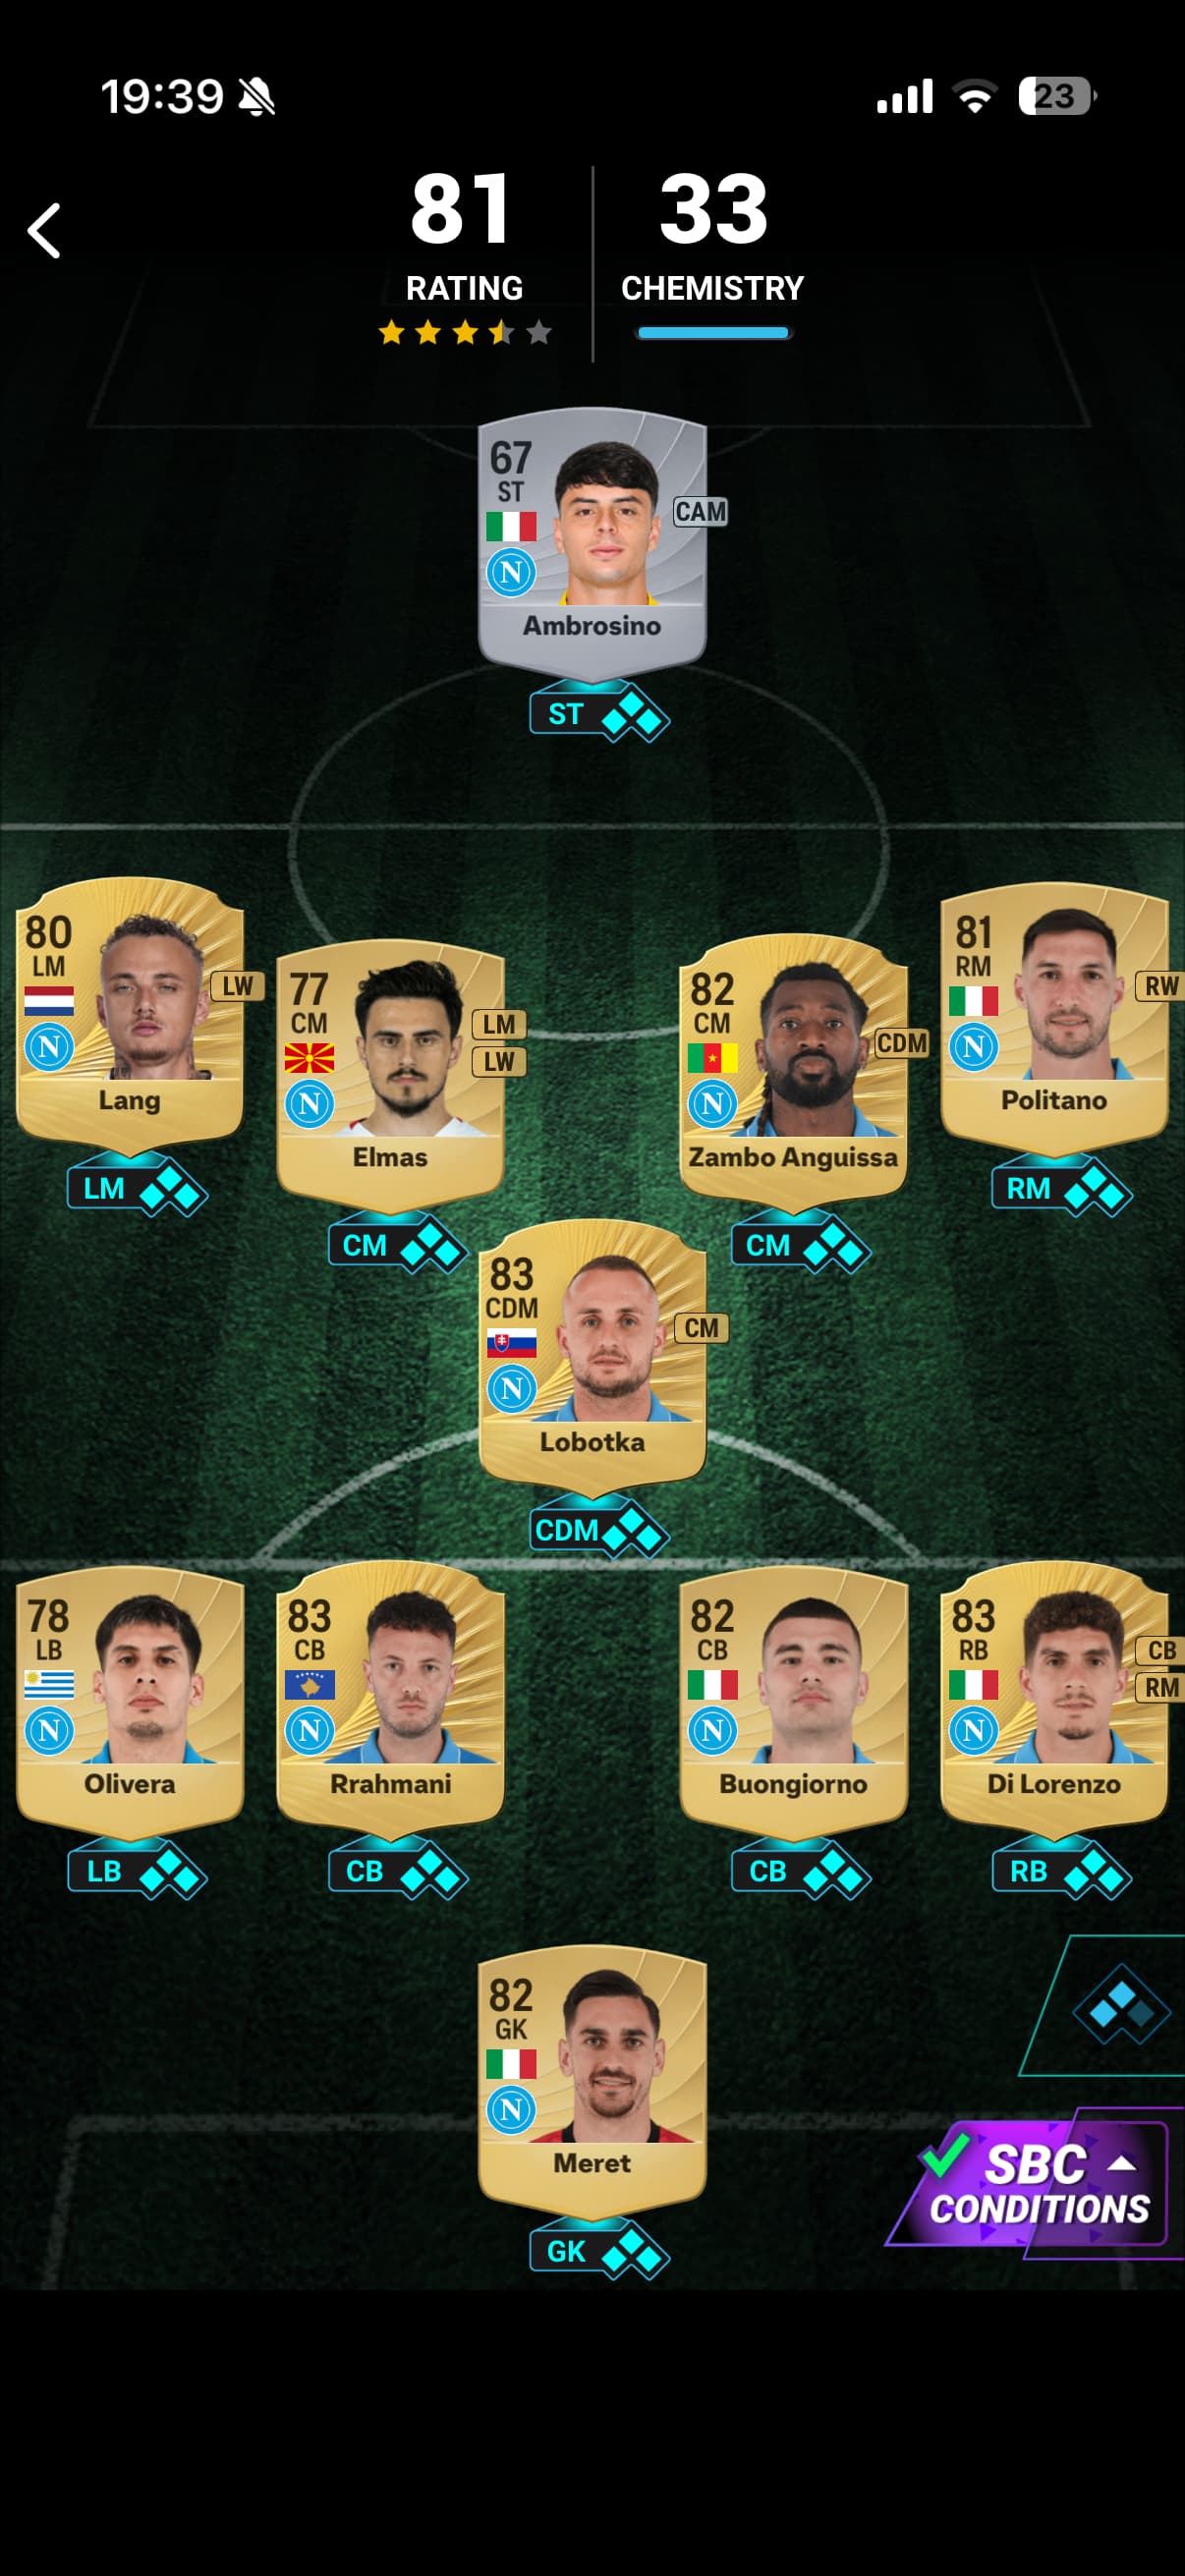 19:39
23
81
33
RATING
CHEMISTRY
67
ST
CAM
N
Ambrosino
ST
80
LM
LW
N
Lang
LM
77
CM
LM
LW
N
Elmas
CM
82
CM
CDM
N
Zambo Anguissa
CM
81
RM
RW
N
Politano
RM
83
CDM
CM
N
Lobotka
CDM
78
LB
N
Olivera
LB
83
CB
N
Rrahmani
CB
82
CB
N
Buongiorno
CB
83
RB
CB
RM
N
Di Lorenzo
RB
82
GK
N
Meret
GK
SBC
CONDITIONS